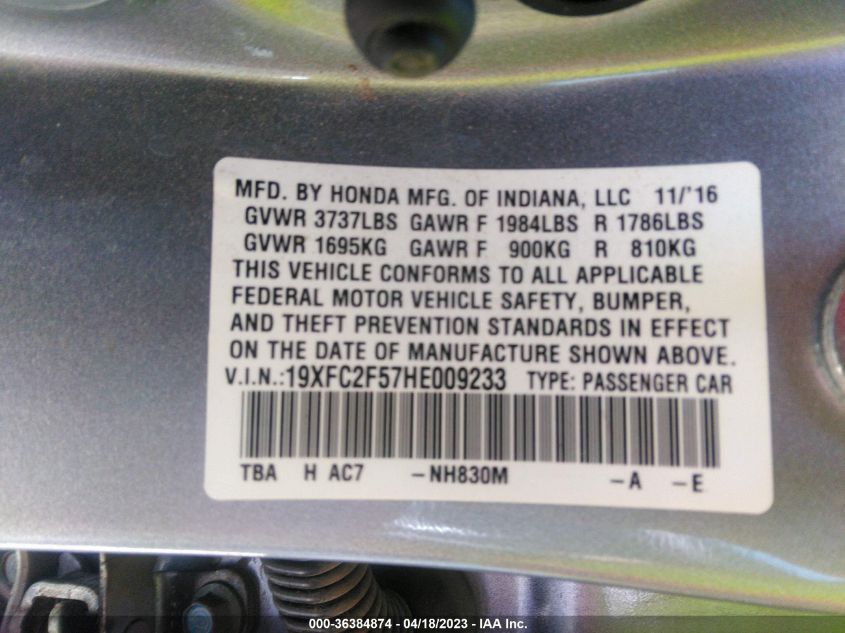 MFD. BY HONDA MFG. OF INDIANA, LLC 11/'16
GVWR 3737LBS GAWR F 1984LBS R 1786LBS
GVWR 1695KG GAWR F 900KG R 810KG
THIS VEHICLE CONFORMS TO ALL APPLICABLE
FEDERAL MOTOR VEHICLE SAFETY, BUMPER,
AND THEFT PREVENTION STANDARDS IN EFFECT
ON THE DATE OF MANUFACTURE SHOWN ABOVE.
V.I.N.:19XFC2F57HE009233 TYPE: PASSENGER CAR
TBA H AC7 -NH830M -A -E
000-36384874 - 04/18/2023 - IAA Inc.